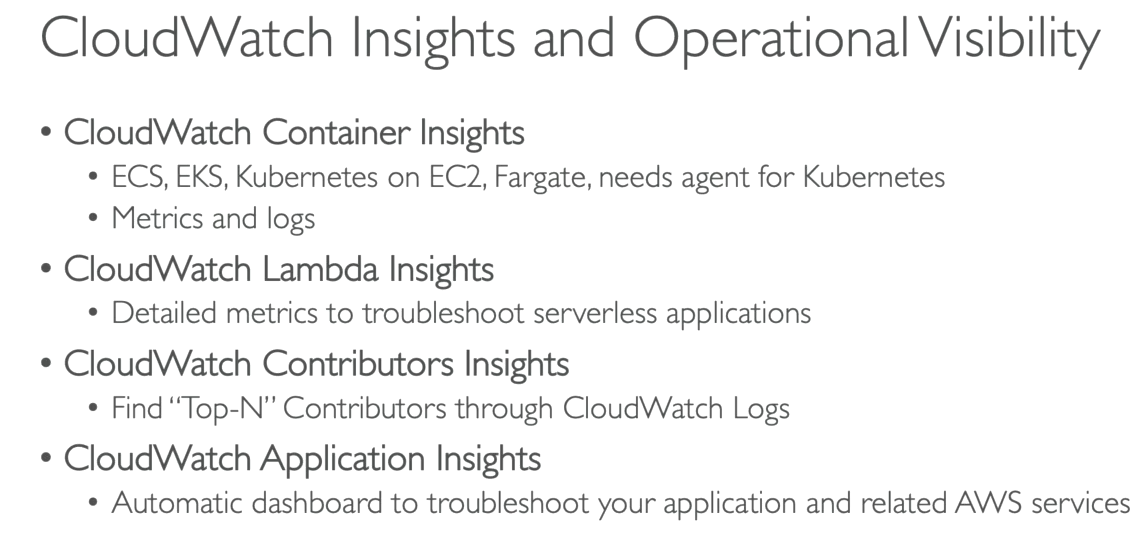 CloudWatch Insights and Operational Visibility
• CloudWatch Container Insights
• ECS, EKS, Kubernetes on EC2, Fargate, needs agent for Kubernetes
• Metrics and logs
• CloudWatch Lambda Insights
• Detailed metrics to troubleshoot serverless applications
• CloudWatch Contributors Insights
• Find “Top-N” Contributors through CloudWatch Logs
• CloudWatch Application Insights
• Automatic dashboard to troubleshoot your application and related AWS services